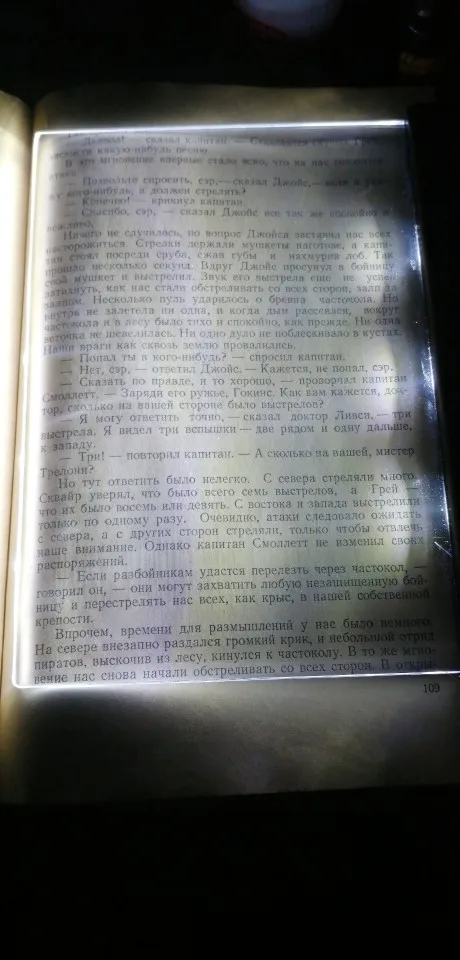 — сказал капитан. —
какую-нибудь песню.
В это мгновение впервые стало ясно, что на нас готовится
— Позвольте спросить, сэр,— сказал Джойс,— если я
кого-нибудь, я должен стрелять?
— Конечно! — крикнул капитан.
— Спасибо, сэр, — сказал Джойс все так же спокойно и
вежливо.
Ничего не случилось, но вопрос Джойса заставил нас всех
насторожиться. Стрелки держали мушкеты наготове, а капи-
тан стоял посреди сруба, сжав губы и нахмурив лоб. Так
прошло несколько секунд. Вдруг Джойс просунул в бойницу
свой мушкет и выстрелил. Звук его выстрела еще не успел
затихнуть, как нас стали обстреливать со всех сторон, залп за
залпом. Несколько пуль ударилось о бревна частокола. Но
внутрь не залетела ни одна, и когда дым рассеялся, вокруг
частокола и в лесу было тихо и спокойно, как прежде. Ни одна
веточка не шевелилась. Ни одно дуло не поблескивало в кустах.
Наши враги как сквозь землю провалились.
— Попал ты в кого-нибудь? — спросил капитан.
— Нет, сэр, — ответил Джойс. — Кажется, не попал, сэр.
— Сказать по правде, и то хорошо, — проворчал капитан
Смоллетт. — Заряди его ружье, Гокинс. Как вам кажется, док-
тор, сколько на вашей стороне было выстрелов?
— Я могу ответить точно, — сказал доктор Ливси, — три
выстрела. Я видел три вспышки — две рядом и одну дальше,
к западу.
— Три! — повторил капитан. — А сколько на вашей, мистер
Трелони?
Но тут ответить было нелегко. С севера стреляли много.
Сквайр уверял, что было всего семь выстрелов, а Грей —
что их было восемь или девять. С востока и запада выстрелили
только по одному разу. Очевидно, атаки следовало ожидать
с севера, а с других сторон стреляли, только чтобы отвлечь
наше внимание. Однако капитан Смоллетт не изменил своих
распоряжений.
— Если разбойникам удастся перелезть через частокол, —
говорил он, — они могут захватить любую незащищенную бой-
ницу и перестрелять нас всех, как крыс, в нашей собственной
крепости.
Впрочем, времени для размышлений у нас было немного.
На севере внезапно раздался громкий крик, и небольшой отряд
пиратов, выскочив из лесу, кинулся к частоколу. В то же мгно-
вение нас снова начали обстреливать со всех сторон. В откры-
109